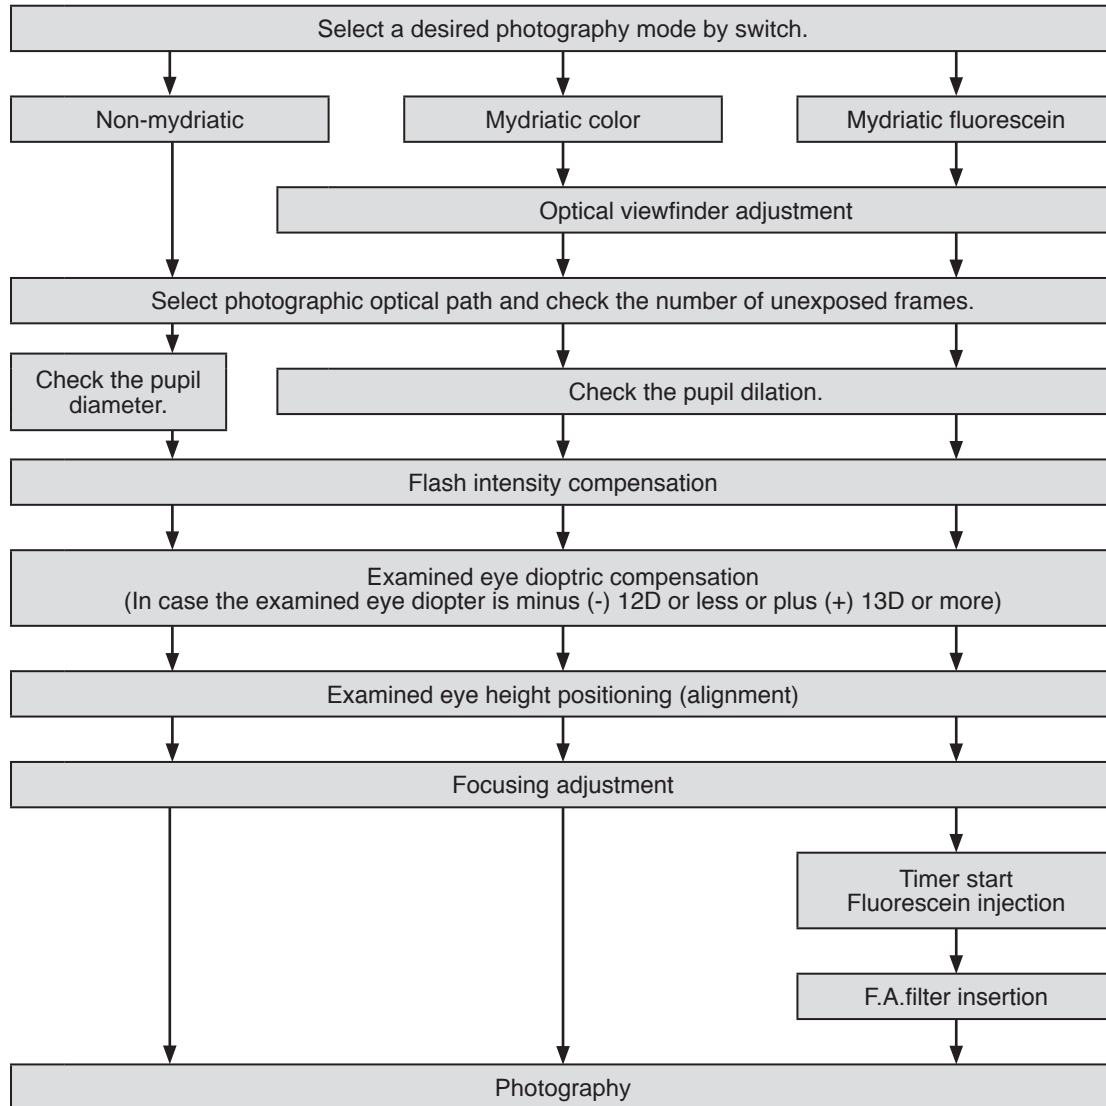 Select a desired photography mode by switch.
Non-mydriatic
Mydriatic color
Mydriatic fluorescein
Optical viewfinder adjustment
Select photographic optical path and check the number of unexposed frames.
Check the pupil
diameter.
Check the pupil dilation.
Flash intensity compensation
Examined eye dioptric compensation
(In case the examined eye diopter is minus (-) 12D or less or plus (+) 13D or more)
Examined eye height positioning (alignment)
Focusing adjustment
Timer start
Fluorescein injection
F.A.filter insertion
Photography